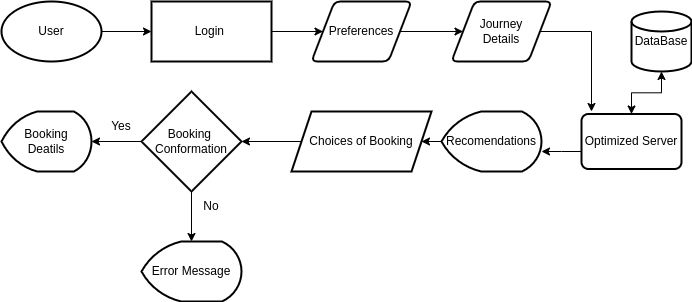 User
Login
Preferences
Journey
Details
DataBase
Booking
Deatils
Yes
Booking
Conformation
Choices of Booking
Recomendations
Optimized Server
No
Error Message